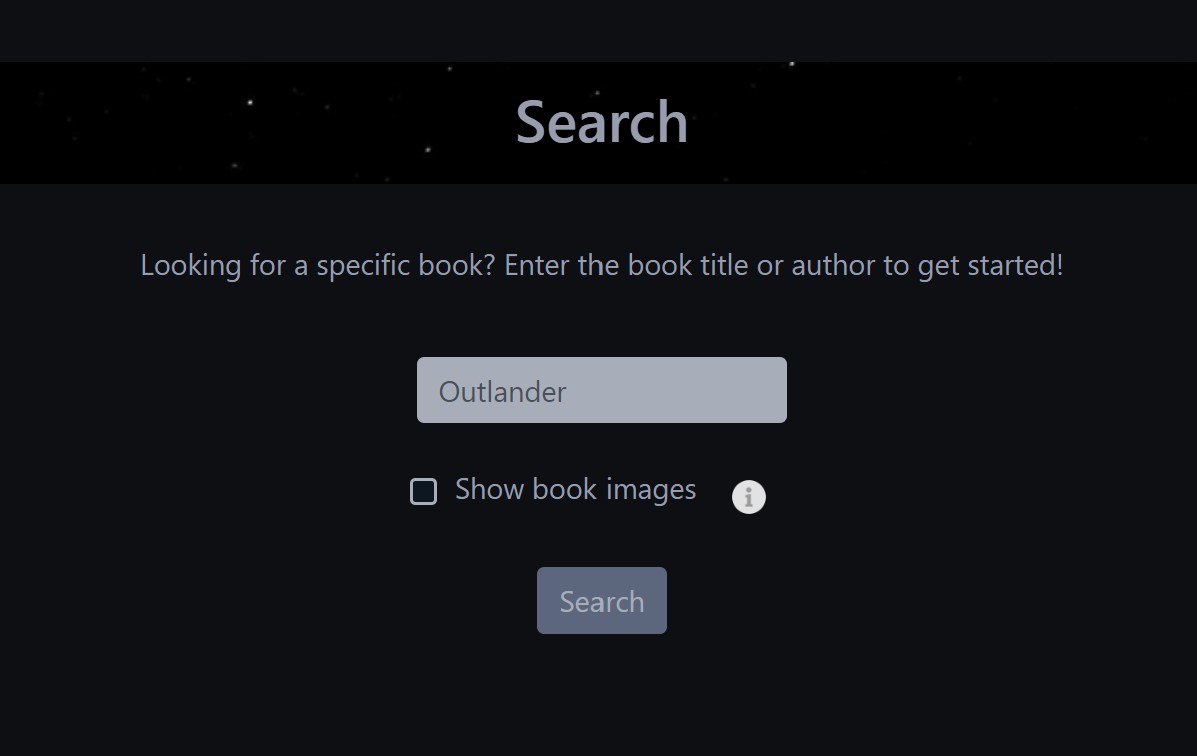 Search
Looking for a specific book? Enter the book title or author to get started!
Outlander
Show book images
i
Search